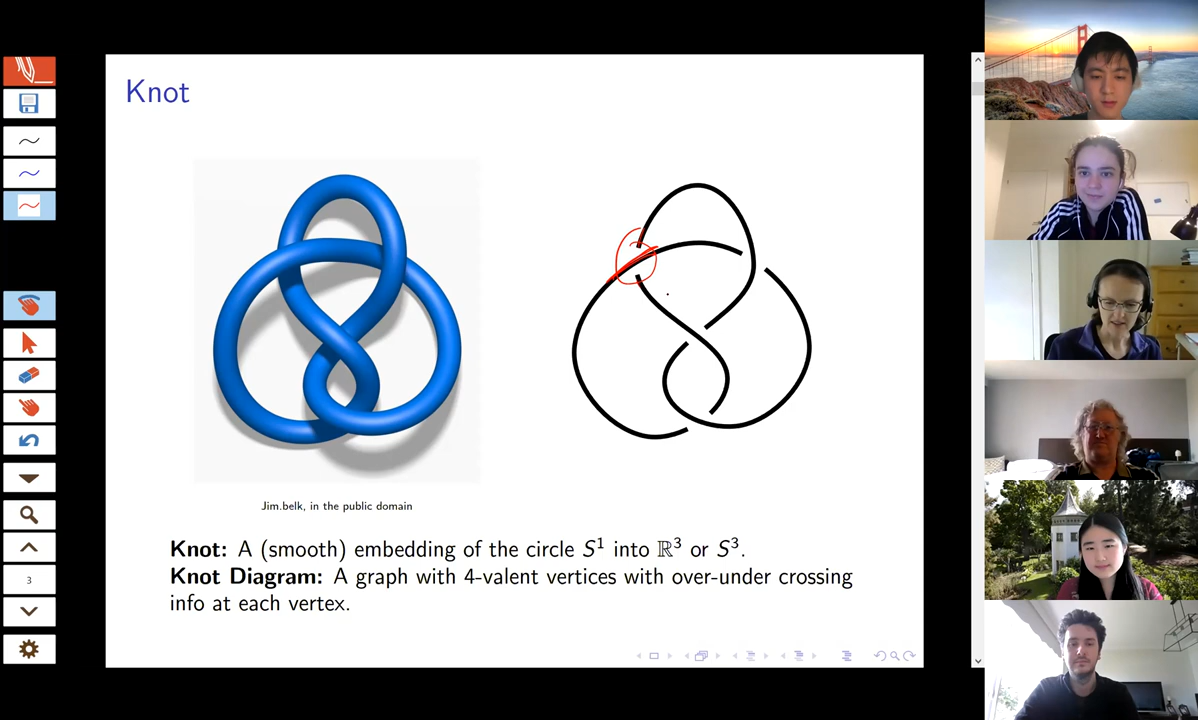 Knot
Jim.belk, in the public domain
Knot: A (smooth) embedding of the circle S¹ into ℝ³ or S³.
Knot Diagram: A graph with 4-valent vertices with over-under crossing
info at each vertex.
3